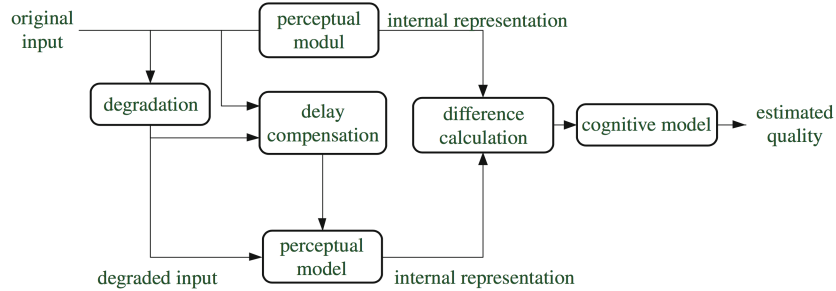 original
input
perceptual
modul
internal representation
degradation
delay
compensation
difference
calculation
cognitive model
estimated
quality
perceptual
model
degraded input
internal representation